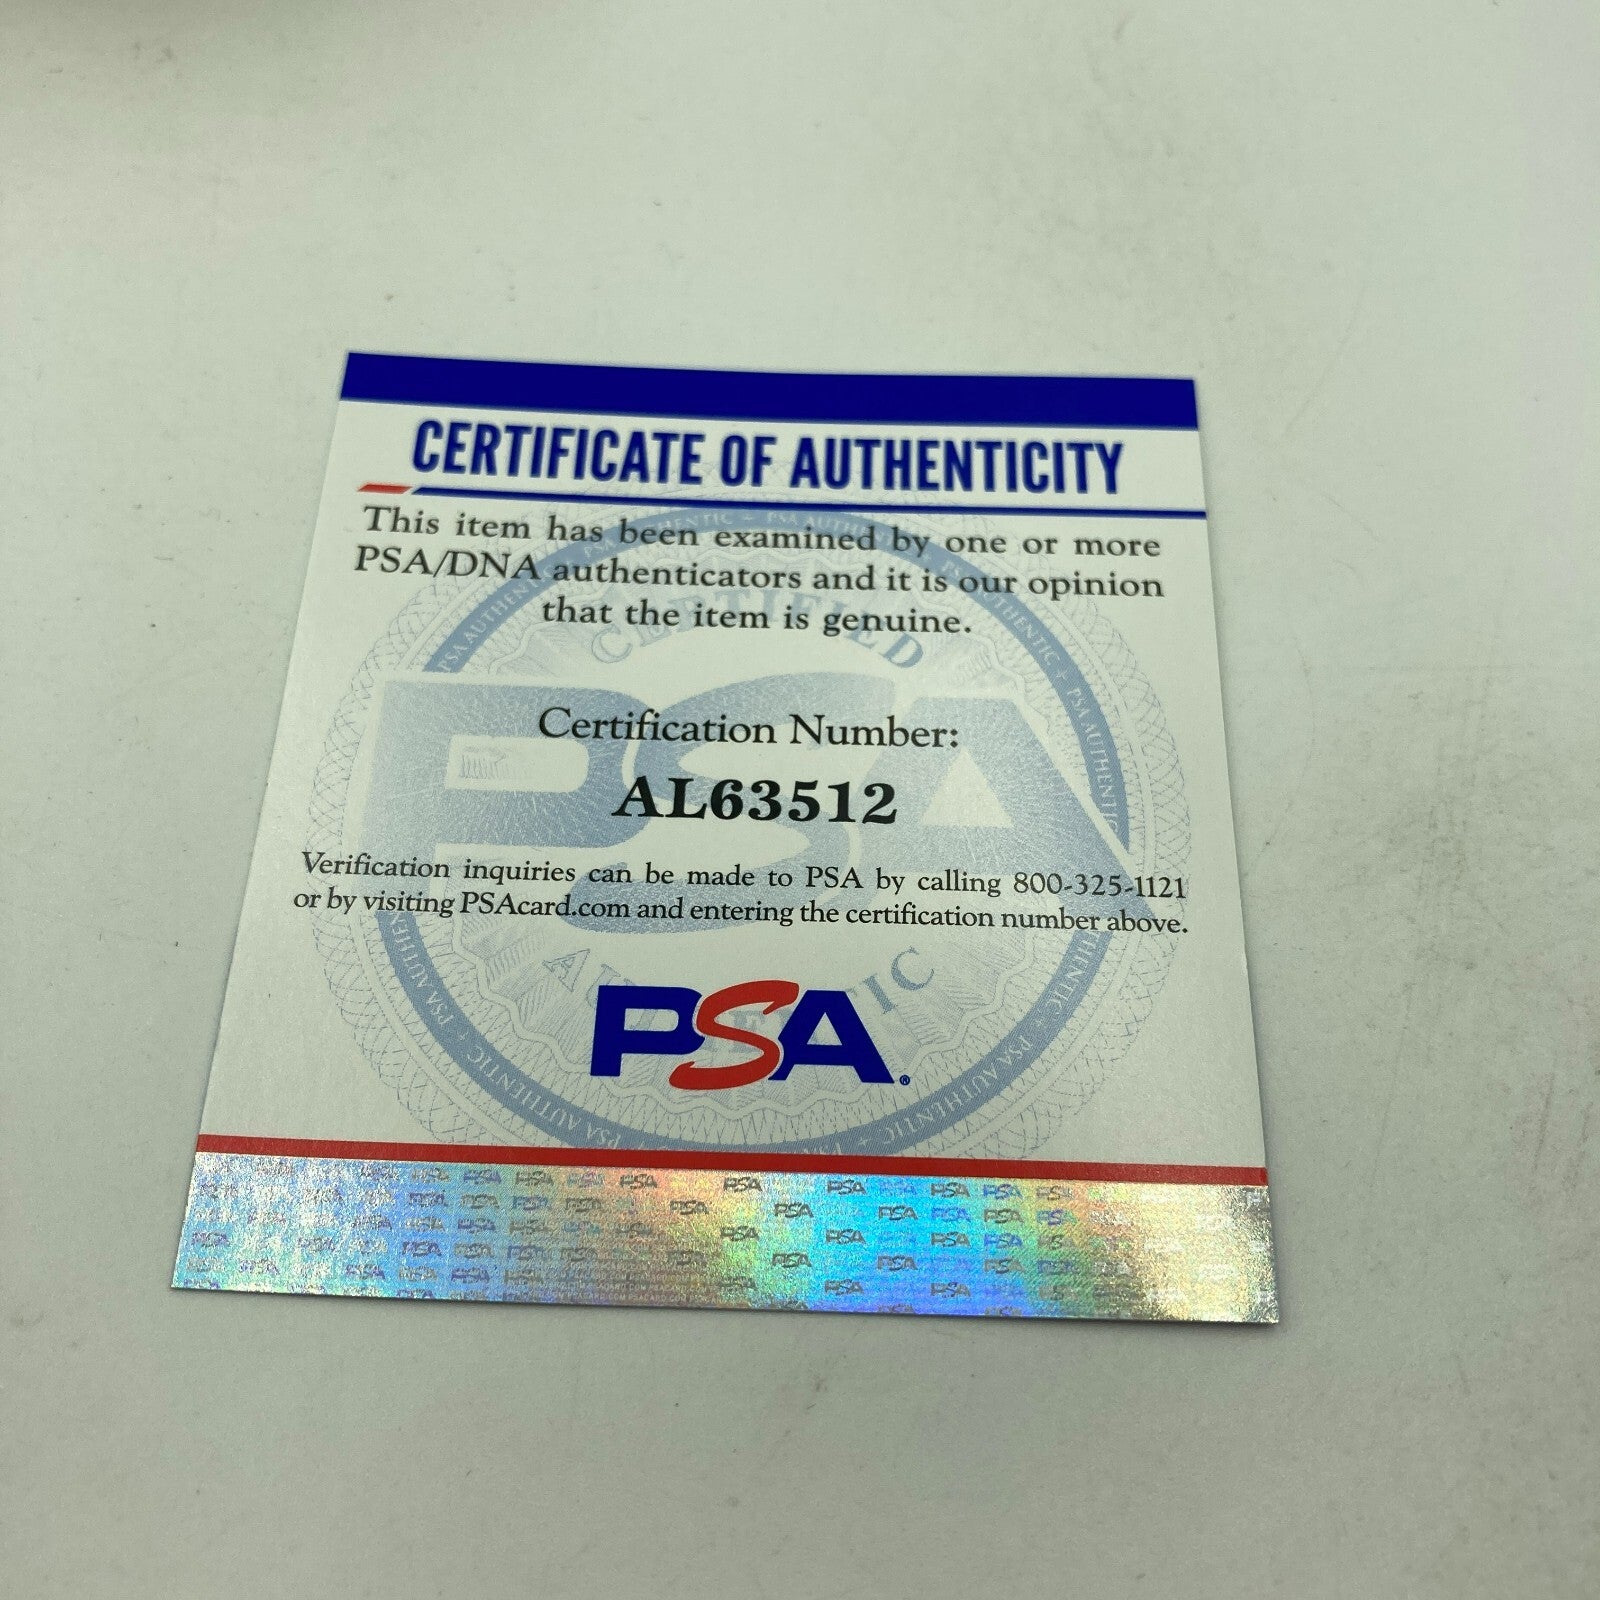 CERTIFICATE OF AUTHENTICITY
This item has been examined by one or more
PSA/DNA authenticators and it is our opinion
that the item is genuine.
Certification Number:
AL63512
Verification inquiries can be made to PSA by calling 800-325-1121
or by visiting PSAcard.com and entering the certification number above.
PSA